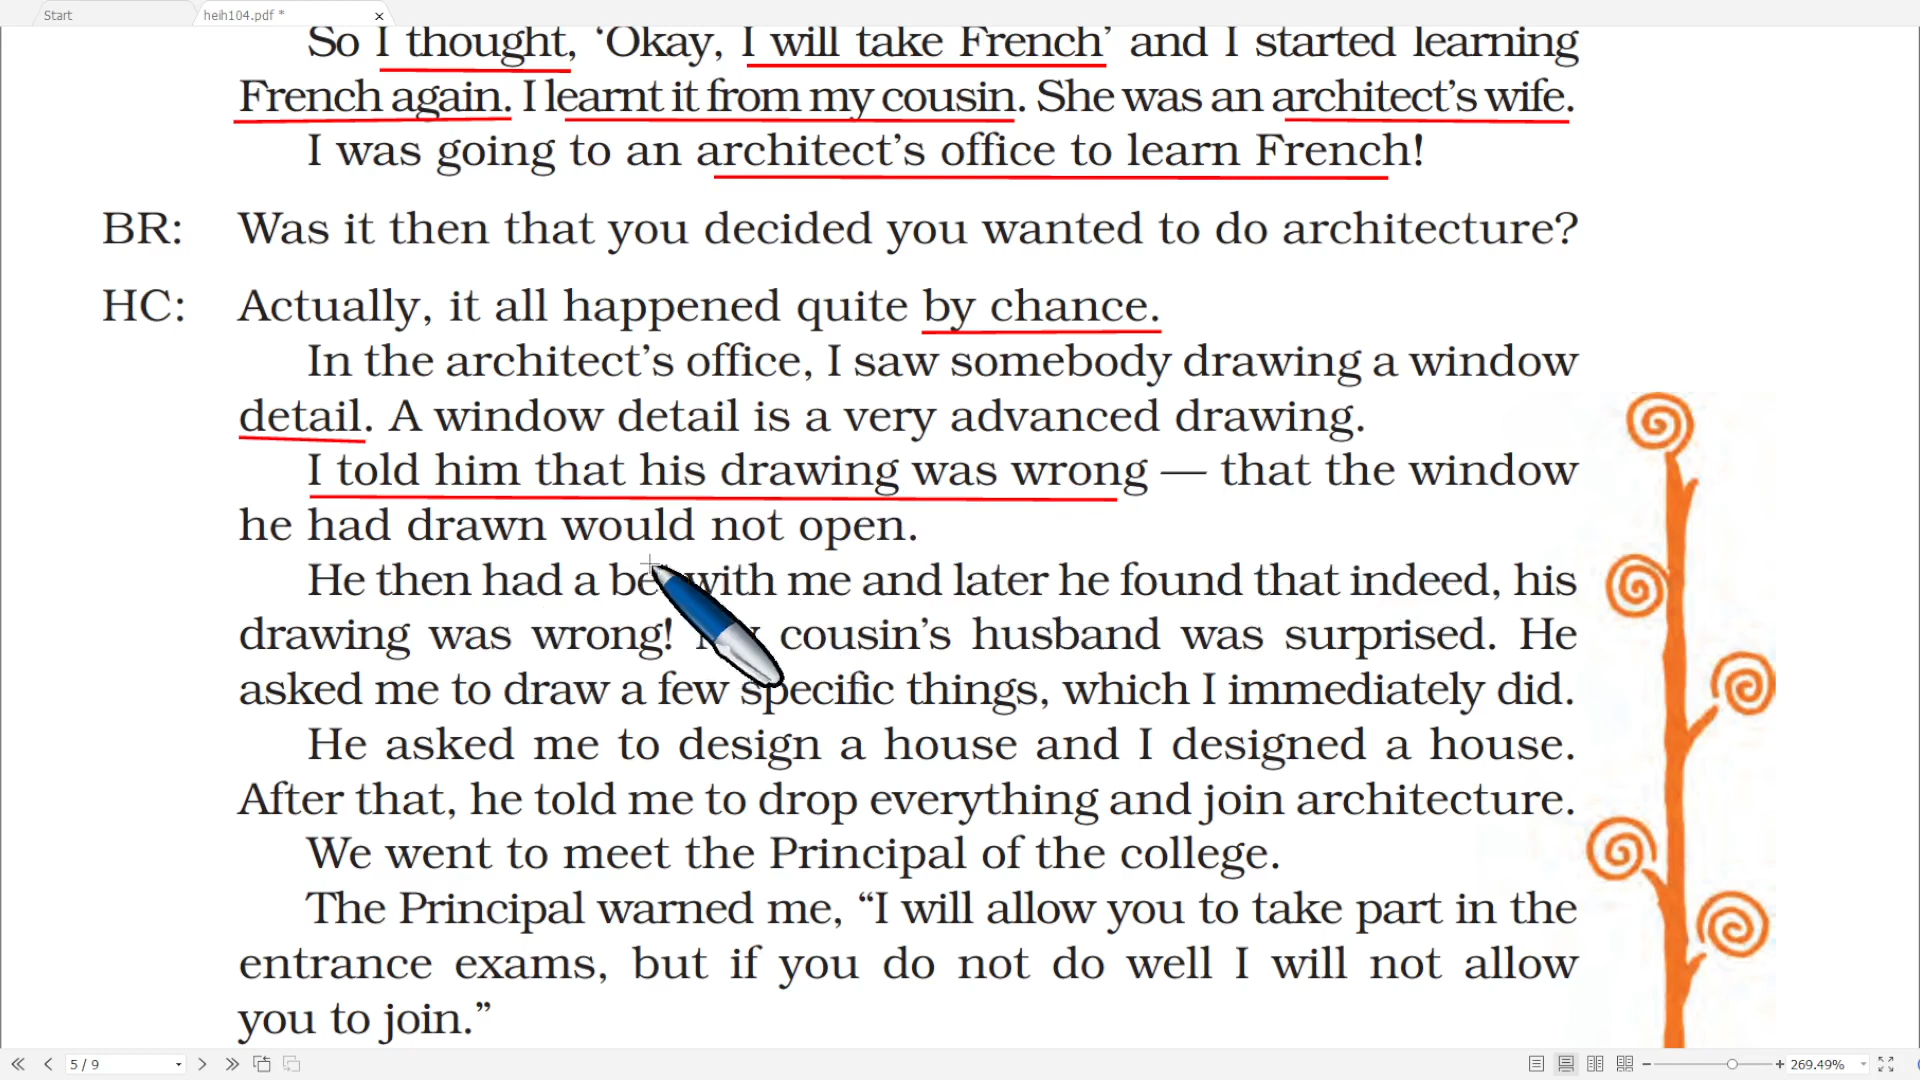 Start
heih104.pdf *
So I thought, ‘Okay, I will take French’ and I started learning
French again. I learnt it from my cousin. She was an architect’s wife.
I was going to an architect’s office to learn French!
BR: Was it then that you decided you wanted to do architecture?
HC: Actually, it all happened quite by chance.
In the architect’s office, I saw somebody drawing a window
detail. A window detail is a very advanced drawing.
I told him that his drawing was wrong — that the window
he had drawn would not open.
He then had a bet with me and later he found that indeed, his
drawing was wrong! My cousin’s husband was surprised. He
asked me to draw a few specific things, which I immediately did.
He asked me to design a house and I designed a house.
After that, he told me to drop everything and join architecture.
We went to meet the Principal of the college.
The Principal warned me, “I will allow you to take part in the
entrance exams, but if you do not do well I will not allow
you to join.”
5 / 9
269.49%